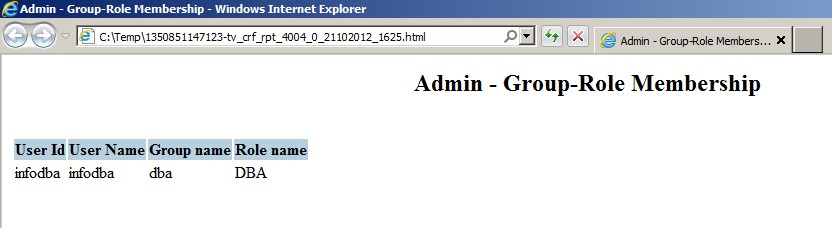 Admin - Group-Role Membership - Windows Internet Explorer
C:\Temp\1350851147123-tv_crf_rpt_4004_0_21102012_1625.html
Admin - Group-Role Members...
Admin - Group-Role Membership
User Id User Name Group name Role name
infodba infodba dba DBA